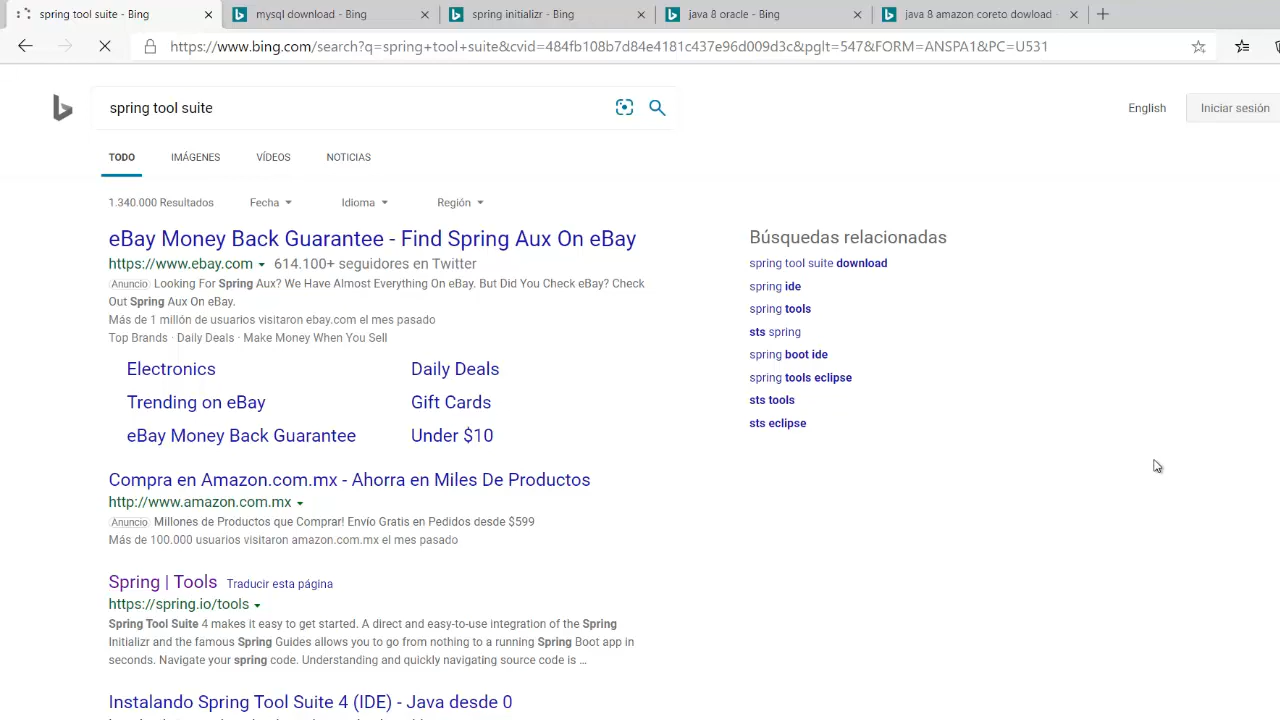 spring tool suite - Bing
mysql download - Bing
spring initializr - Bing
java 8 oracle - Bing
java 8 amazon coreto dowload -
https://www.bing.com/search?q=spring+tool+suite&cvid=484fb108b7d84e4181c437e96d009d3c&pglt=547&FORM=ANSPA1&PC=U531
spring tool suite
English
Iniciar sesión
TODO
IMÁGENES
VÍDEOS
NOTICIAS
1.340.000 Resultados
Fecha
Idioma
Región
eBay Money Back Guarantee - Find Spring Aux On eBay
https://www.ebay.com 614.100+ seguidores en Twitter
Anuncio Looking For Spring Aux? We Have Almost Everything On eBay. But Did You Check eBay? Check
Out Spring Aux On eBay.
Más de 1 millón de usuarios visitaron ebay.com el mes pasado
Top Brands · Daily Deals · Make Money When You Sell
Electronics
Daily Deals
Trending on eBay
Gift Cards
eBay Money Back Guarantee
Under $10
Compra en Amazon.com.mx - Ahorra en Miles De Productos
http://www.amazon.com.mx
Anuncio Millones de Productos que Comprar! Envío Gratis en Pedidos desde $599
Más de 100.000 usuarios visitaron amazon.com.mx el mes pasado
Spring | Tools Traducir esta página
https://spring.io/tools
Spring Tool Suite 4 makes it easy to get started. A direct and easy-to-use integration of the Spring
Initializr and the famous Spring Guides allows you to go from nothing to a running Spring Boot app in
seconds. Navigate your spring code. Understanding and quickly navigating source code is ...
Instalando Spring Tool Suite 4 (IDE) - Java desde 0
Búsquedas relacionadas
spring tool suite download
spring ide
spring tools
sts spring
spring boot ide
spring tools eclipse
sts tools
sts eclipse